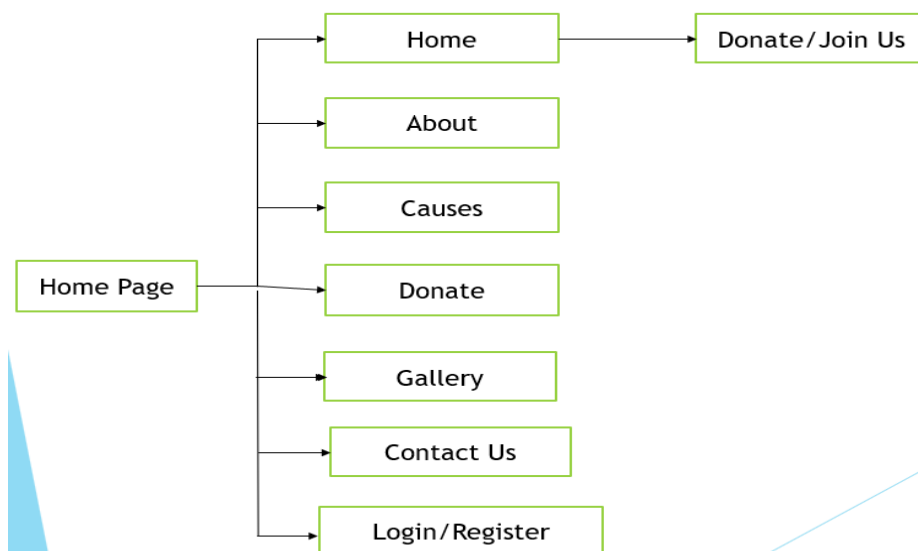 Home
Donate/Join Us
About
Causes
Home Page
Donate
Gallery
Contact Us
Login/Register